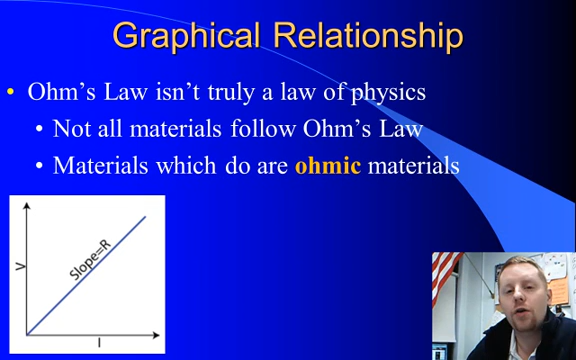 Graphical Relationship
• Ohm's Law isn't truly a law of physics
• Not all materials follow Ohm's Law
• Materials which do are ohmic materials
Slope=R
V
I